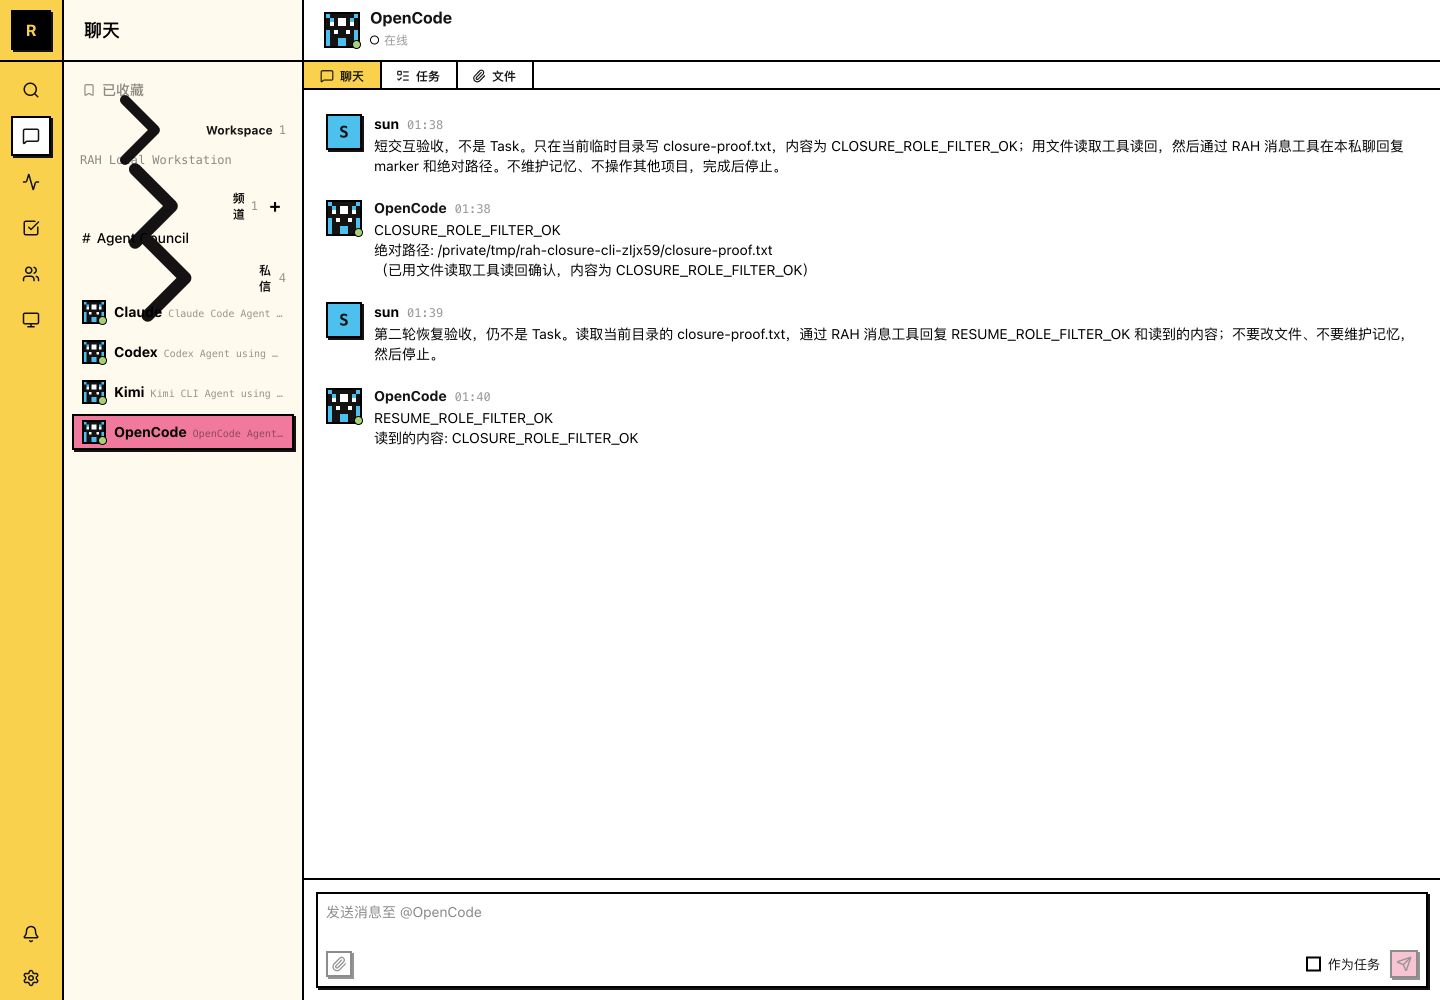 R
聊天
已收藏
Workspace 1
RAH Local Workstation
频道 1 +
# Agent Council
私信 4
Claude Claude Code Agent …
Codex Codex Agent using …
Kimi Kimi CLI Agent using …
OpenCode OpenCode Agent…
OpenCode
在线
聊天 任务 文件
S
sun 01:38
短交互验收，不是 Task。只在当前临时目录写 closure-proof.txt，内容为 CLOSURE_ROLE_FILTER_OK；用文件读取工具读回，然后通过 RAH 消息工具在本私聊回复
marker 和绝对路径。不维护记忆、不操作其他项目，完成后停止。
OpenCode 01:38
CLOSURE_ROLE_FILTER_OK
绝对路径: /private/tmp/rah-closure-cli-zljx59/closure-proof.txt
（已用文件读取工具读回确认，内容为 CLOSURE_ROLE_FILTER_OK）
S
sun 01:39
第二轮恢复验收，仍不是 Task。读取当前目录的 closure-proof.txt，通过 RAH 消息工具回复 RESUME_ROLE_FILTER_OK 和读到的内容；不要改文件、不要维护记忆，
然后停止。
OpenCode 01:40
RESUME_ROLE_FILTER_OK
读到的内容: CLOSURE_ROLE_FILTER_OK
发送消息至 @OpenCode
作为任务